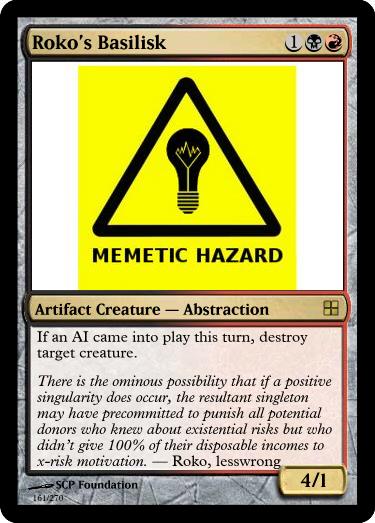 Roko's Basilisk 1
MEMETIC HAZARD
Artifact Creature — Abstraction
If an AI came into play this turn, destroy
target creature.
There is the ominous possibility that if a positive
singularity does occur, the resultant singleton
may have precommitted to punish all potential
donors who knew about existential risks but who
didn't give 100% of their disposable incomes to
x-risk motivation. — Roko, lesswrong
4/1
SCP Foundation
161/270